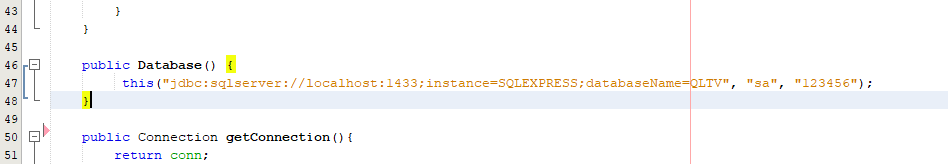 43 }
44 }
45
46 public Database() {
47 this("jdbc:sqlserver://localhost:1433;instance=SQLEXPRESS;databaseName=QLTV", "sa", "123456");
48 }
49
50 public Connection getConnection(){
51 return conn;